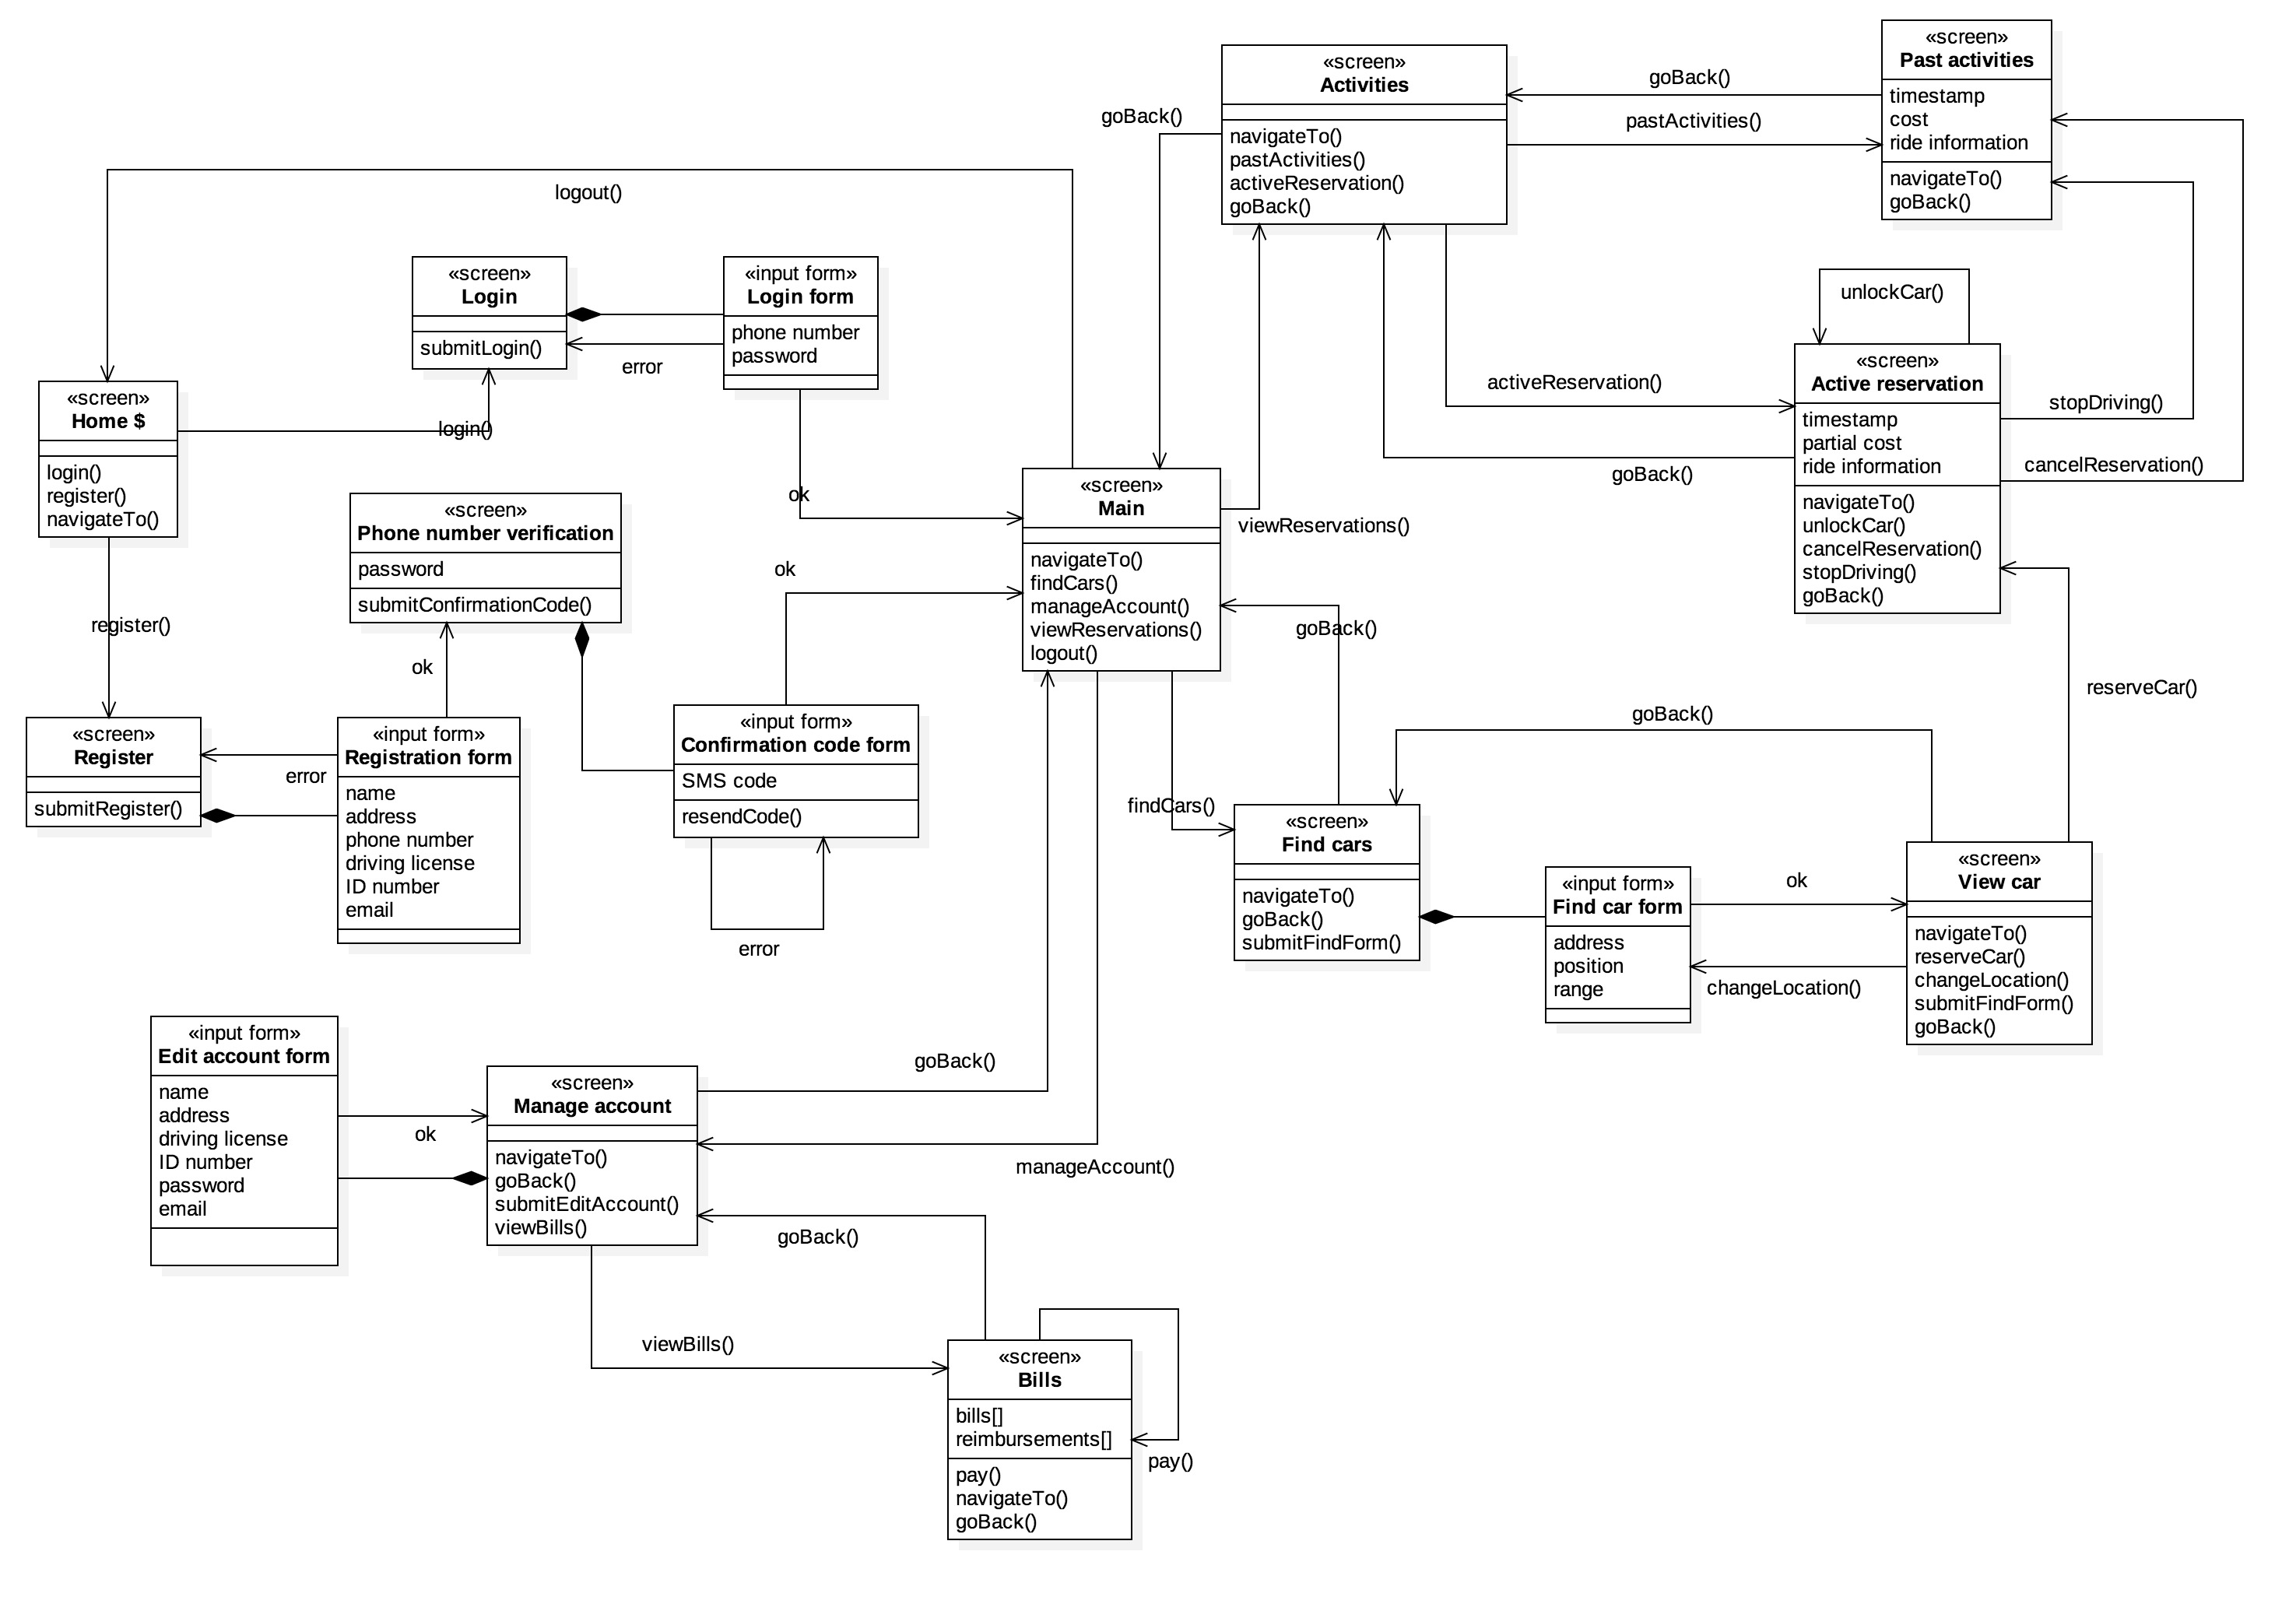 «screen»
Past activities
timestamp
cost
ride information
navigateTo()
goBack()
«screen»
Activities
navigateTo()
pastActivities()
activeReservation()
goBack()
goBack()
pastActivities()
goBack()
logout()
«screen»
Login
submitLogin()
«input form»
Login form
phone number
password
error
unlockCar()
«screen»
Active reservation
timestamp
partial cost
ride information
navigateTo()
unlockCar()
cancelReservation()
stopDriving()
goBack()
activeReservation()
stopDriving()
cancelReservation()
goBack()
«screen»
Home $
login()
register()
navigateTo()
login()
ok
«screen»
Phone number verification
password
submitConfirmationCode()
«screen»
Main
navigateTo()
findCars()
manageAccount()
viewReservations()
logout()
viewReservations()
ok
register()
goBack()
ok
reserveCar()
goBack()
«screen»
Register
submitRegister()
error
«input form»
Registration form
name
address
phone number
driving license
ID number
email
«input form»
Confirmation code form
SMS code
resendCode()
error
findCars()
«screen»
Find cars
navigateTo()
goBack()
submitFindForm()
«input form»
Find car form
address
position
range
ok
changeLocation()
«screen»
View car
navigateTo()
reserveCar()
changeLocation()
submitFindForm()
goBack()
«input form»
Edit account form
name
address
driving license
ID number
password
email
ok
«screen»
Manage account
navigateTo()
goBack()
submitEditAccount()
viewBills()
goBack()
manageAccount()
goBack()
viewBills()
«screen»
Bills
bills[]
reimbursements[]
pay()
navigateTo()
goBack()
pay()